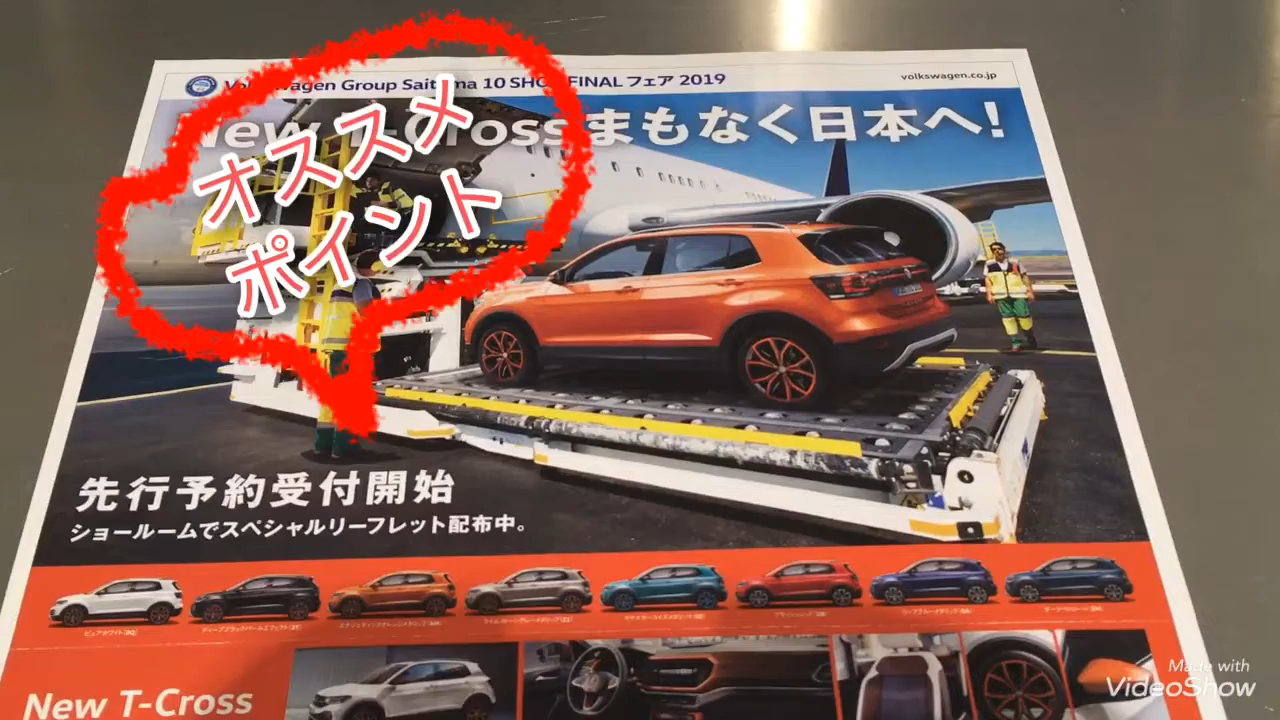 Volkswagen Group Saitama 10 SHOP FINAL フェア 2019
volkswagen.co.jp
New T-Cross まもなく日本へ!
オススメ
ポイント
先行予約受付開始
ショールームでスペシャルリーフレット配布中。
New T-Cross
Made with
VideoShow